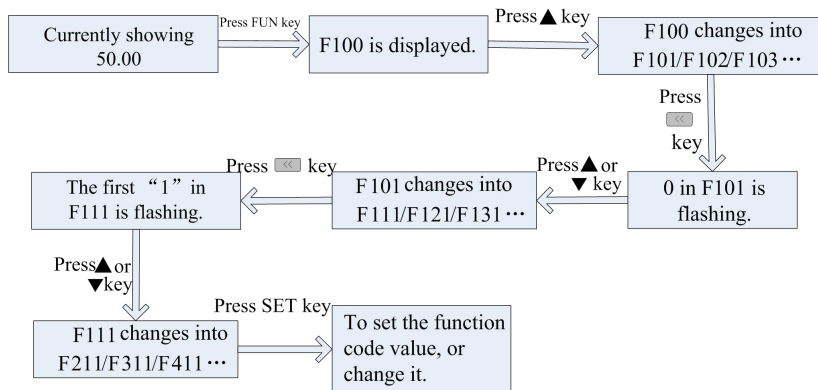 Currently showing
50.00
Press FUN key
F100 is displayed.
Press▲key
F100 changes into
F101/F102/F103…
Press
<<
key
0 in F101 is
flashing.
Press▲or
▼key
F101 changes into
F111/F121/F131…
Press << key
The first “1” in
F111 is flashing.
Press▲or
▼key
F111 changes into
F211/F311/F411…
Press SET key
To set the function
code value, or
change it.